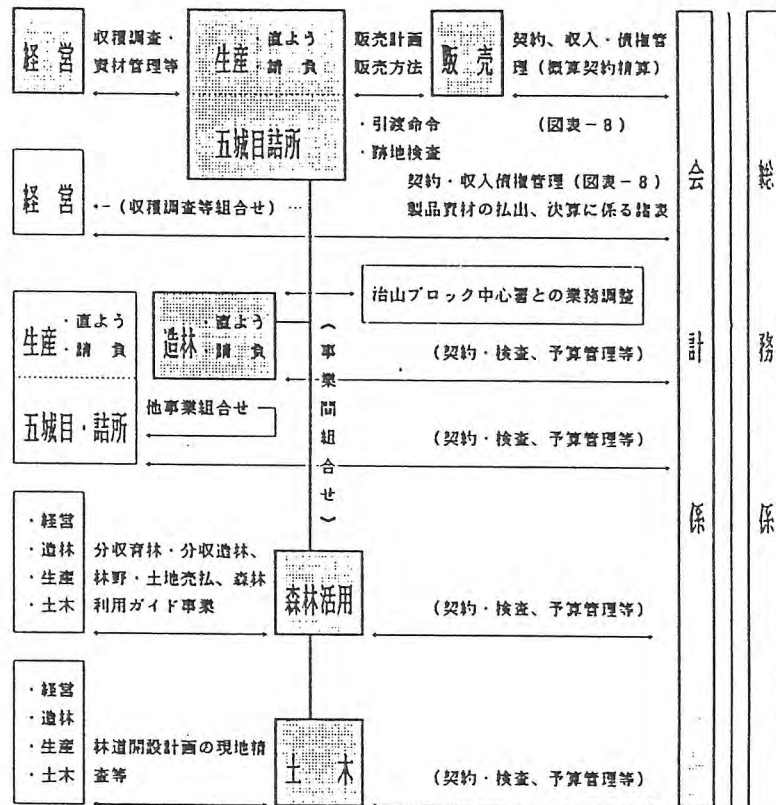 経営
収穫調査・
資材管理等
生産
・直よう
・請負
五城目詰所
販売計画
販売方法
・引渡命令
・跡地検査
販売
契約、収入・債権管
理（概算契約精算）
（図表－8）
経営
（収穫調査等組合せ）
契約・収入債権管理（図表－8）
製品資材の払出、決算に係る諸表
治山ブロック中心署との業務調整
生産
・直よう
・請負
五城目・詰所
造林
・直よう
・請負
他事業組合せ
（事業間組合せ）
（契約・検査、予算管理等）
（契約・検査、予算管理等）
・経営
・造林
・生産
・土木
分収育林・分収造林、
林野・土地売払、森林
利用ガイド事業
森林活用
（契約・検査、予算管理等）
・経営
・造林
・生産
・土木
林道開設計画の現地精
査等
土木
（契約・検査、予算管理等）
会計係
総務係